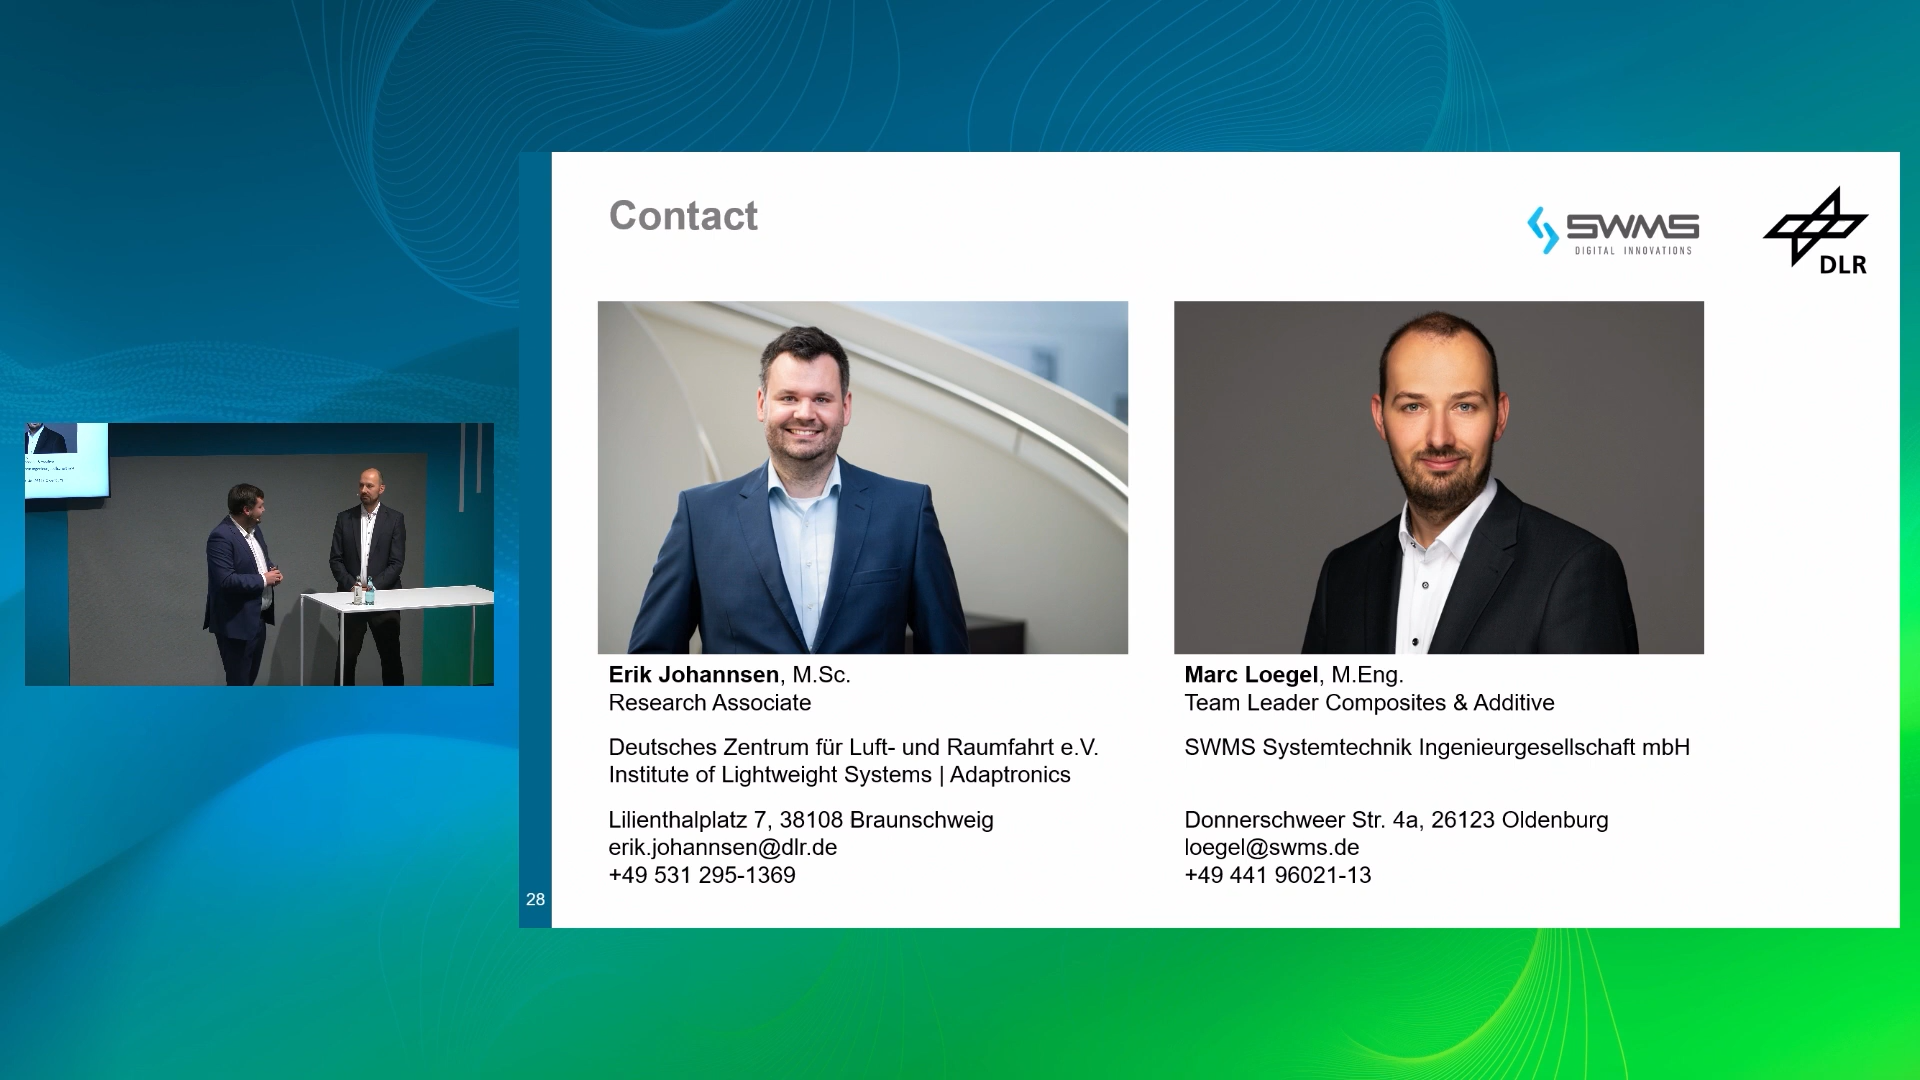 Contact
SWMS
DIGITAL INNOVATIONS
DLR
Erik Johannsen, M.Sc.
Research Associate
Deutsches Zentrum für Luft- und Raumfahrt e.V.
Institute of Lightweight Systems | Adaptronics
Lilienthalplatz 7, 38108 Braunschweig
erik.johannsen@dlr.de
+49 531 295-1369
Marc Loegel, M.Eng.
Team Leader Composites & Additive
SWMS Systemtechnik Ingenieurgesellschaft mbH
Donnerschweer Str. 4a, 26123 Oldenburg
loegel@swms.de
+49 441 96021-13
28